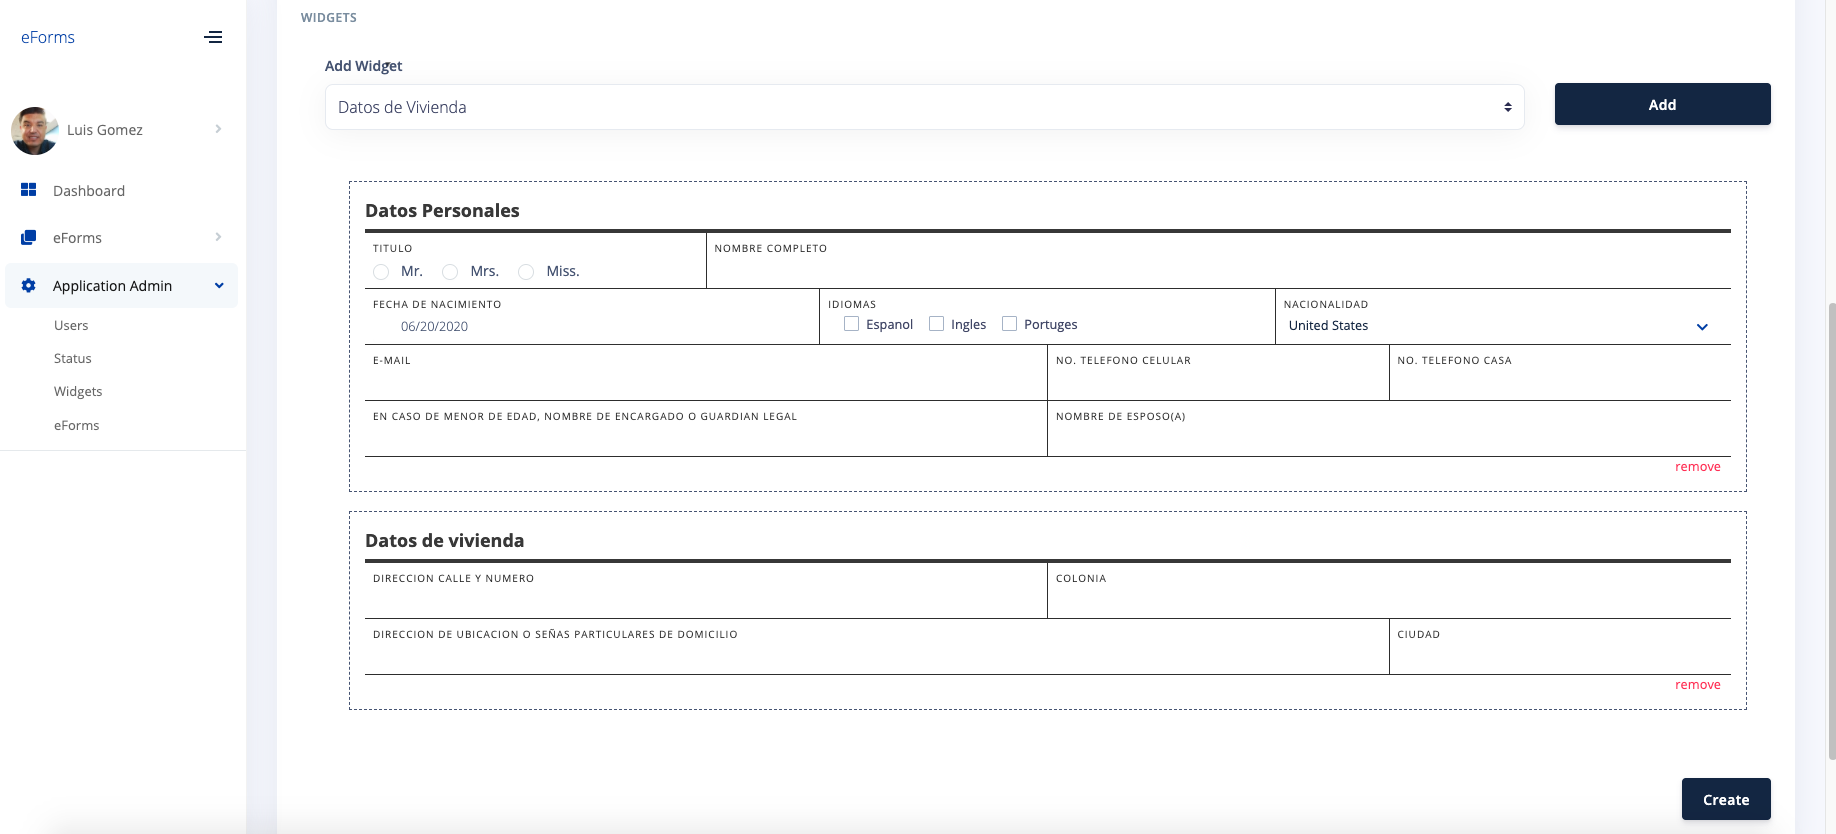 eForms
Luis Gomez
Dashboard
eForms
Application Admin
Users
Status
Widgets
eForms
WIDGETS
Add Widget
Datos de Vivienda
Add
Datos Personales
TITULO
Mr. Mrs. Miss.
NOMBRE COMPLETO
FECHA DE NACIMIENTO
06/20/2020
IDIOMAS
Espanol Ingles Portuges
NACIONALIDAD
United States
E-MAIL
NO. TELEFONO CELULAR
NO. TELEFONO CASA
EN CASO DE MENOR DE EDAD, NOMBRE DE ENCARGADO O GUARDIAN LEGAL
NOMBRE DE ESPOSO(A)
remove
Datos de vivienda
DIRECCION CALLE Y NUMERO
COLONIA
DIRECCION DE UBICACION O SEÑAS PARTICULARES DE DOMICILIO
CIUDAD
remove
Create